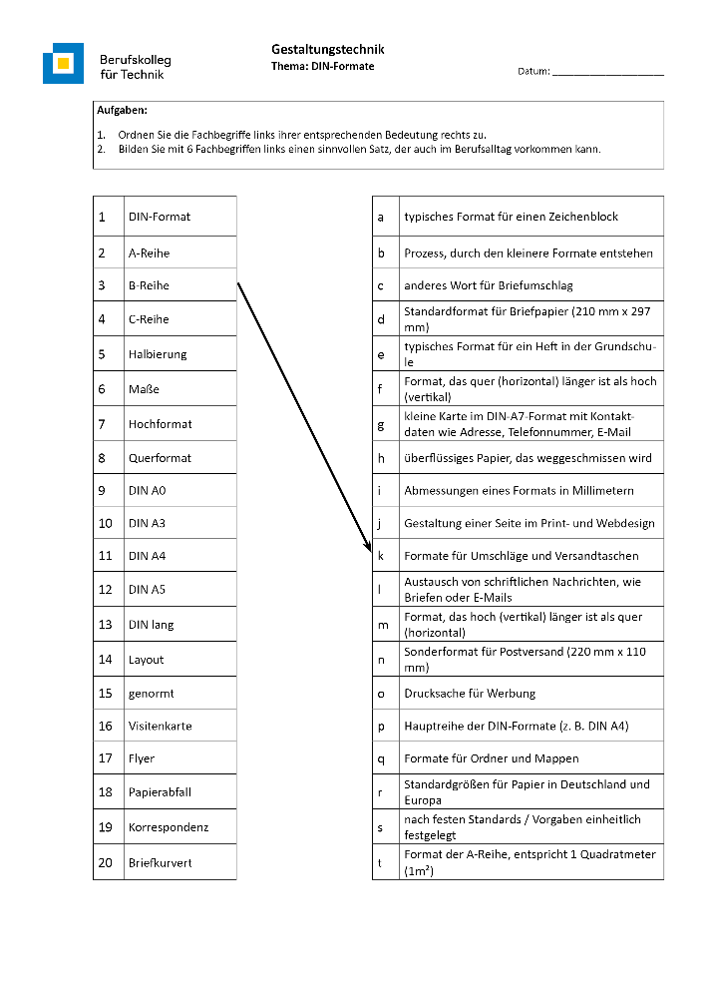 Berufskolleg
für Technik
Gestaltungstechnik
Thema: DIN-Formate
Datum: ____________________
Aufgaben:
1. Ordnen Sie die Fachbegriffe links ihrer entsprechenden Bedeutung rechts zu.
2. Bilden Sie mit 6 Fachbegriffen links einen sinnvollen Satz, der auch im Berufsalltag vorkommen kann.
1 DIN-Format
2 A-Reihe
3 B-Reihe
4 C-Reihe
5 Halbierung
6 Maße
7 Hochformat
8 Querformat
9 DIN A0
10 DIN A3
11 DIN A4
12 DIN A5
13 DIN lang
14 Layout
15 genormt
16 Visitenkarte
17 Flyer
18 Papierabfall
19 Korrespondenz
20 Briefkurvert
a typisches Format für einen Zeichenblock
b Prozess, durch den kleinere Formate entstehen
c anderes Wort für Briefumschlag
d Standardformat für Briefpapier (210 mm x 297
mm)
e typisches Format für ein Heft in der Grundschu-
le
f Format, das quer (horizontal) länger ist als hoch
(vertikal)
g kleine Karte im DIN-A7-Format mit Kontakt-
daten wie Adresse, Telefonnummer, E-Mail
h überflüssiges Papier, das weggeschmissen wird
i Abmessungen eines Formats in Millimetern
j Gestaltung einer Seite im Print- und Webdesign
k Formate für Umschläge und Versandtaschen
l Austausch von schriftlichen Nachrichten, wie
Briefen oder E-Mails
m Format, das hoch (vertikal) länger ist als quer
(horizontal)
n Sonderformat für Postversand (220 mm x 110
mm)
o Drucksache für Werbung
p Hauptreihe der DIN-Formate (z. B. DIN A4)
q Formate für Ordner und Mappen
r Standardgrößen für Papier in Deutschland und
Europa
s nach festen Standards / Vorgaben einheitlich
festgelegt
t Format der A-Reihe, entspricht 1 Quadratmeter
(1m²)